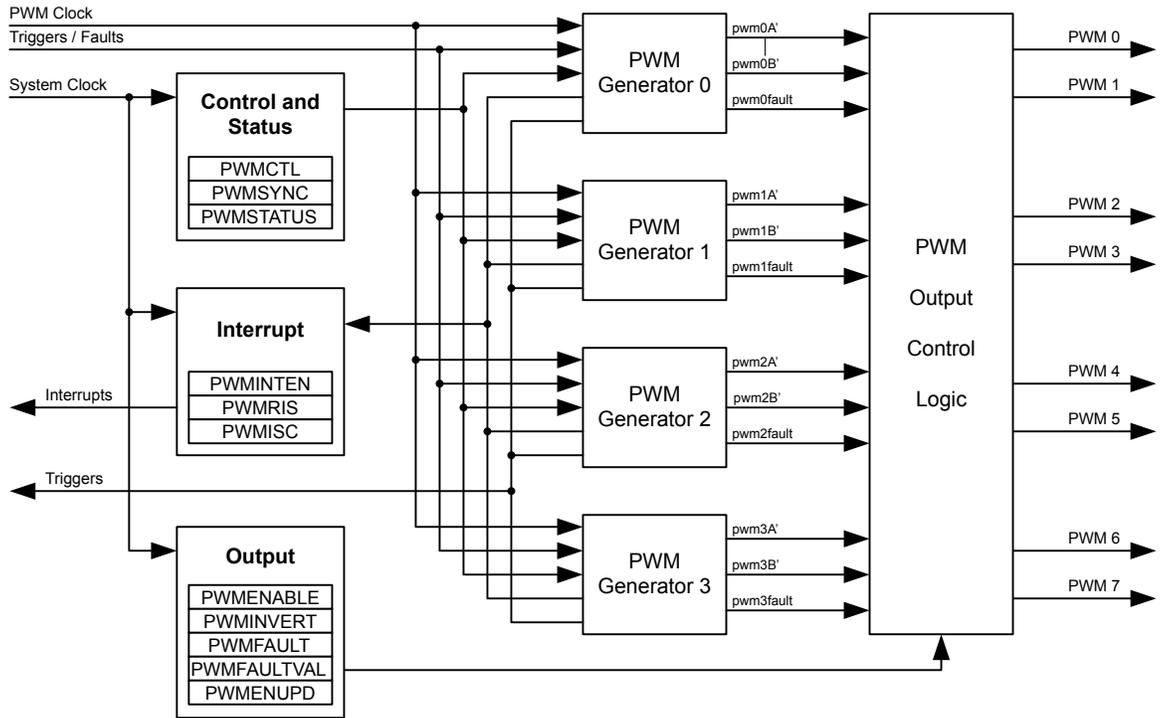 PWM Clock
Triggers / Faults
System Clock
Control and
Status
PWMCTL
PWMSYNC
PWMSTATUS
Interrupt
PWMINTEN
PWMRIS
PWMISC
Interrupts
Triggers
Output
PWMENABLE
PWMINVERT
PWMFAULT
PWMFAULTVAL
PWMENUPD
PWM
Generator 0
pwm0A'
pwm0B'
pwm0fault
PWM
Generator 1
pwm1A'
pwm1B'
pwm1fault
PWM
Generator 2
pwm2A'
pwm2B'
pwm2fault
PWM
Generator 3
pwm3A'
pwm3B'
pwm3fault
PWM
Output
Control
Logic
PWM 0
PWM 1
PWM 2
PWM 3
PWM 4
PWM 5
PWM 6
PWM 7